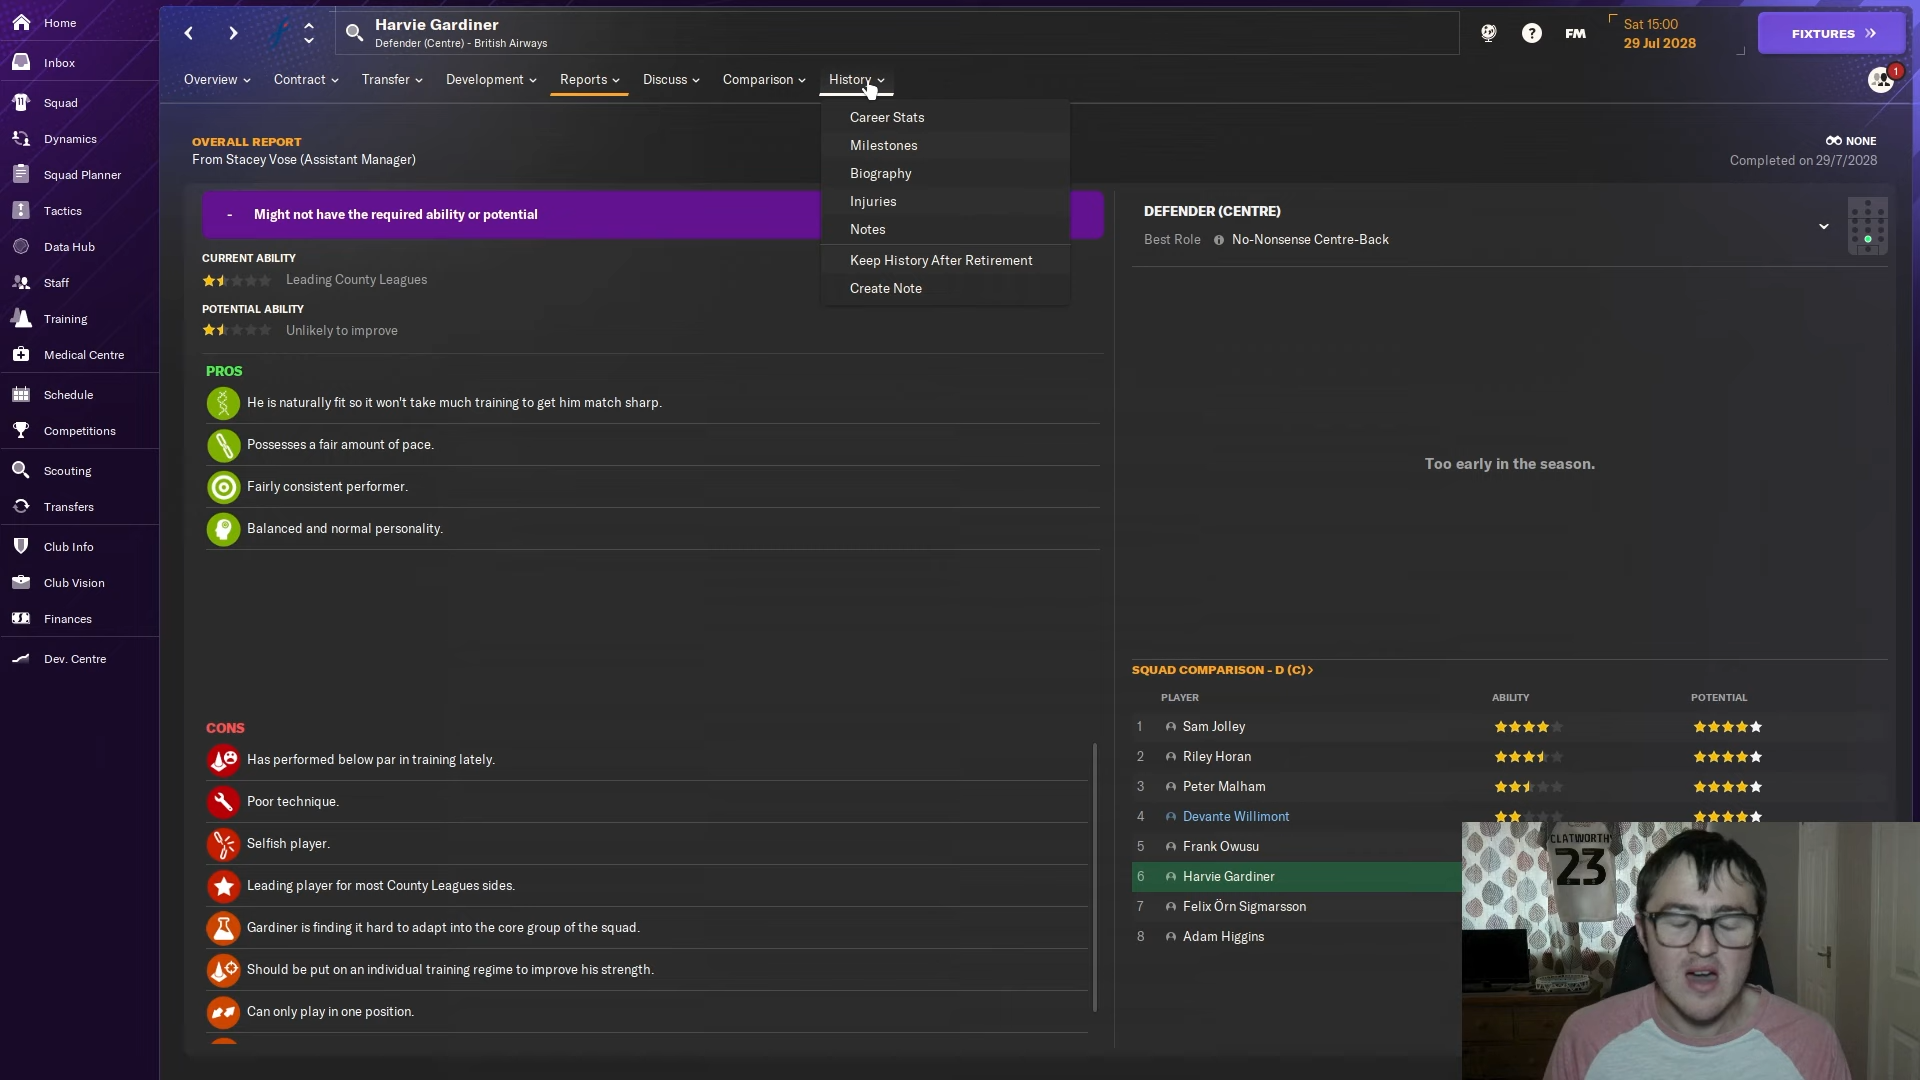 Home
Inbox
Squad
Dynamics
Squad Planner
Tactics
Data Hub
Staff
Training
Medical Centre
Schedule
Competitions
Scouting
Transfers
Club Info
Club Vision
Finances
Dev. Centre
Harvie Gardiner
Defender (Centre) - British Airways
?
FM
Sat 15:00
29 Jul 2028
FIXTURES
1
Overview
Contract
Transfer
Development
Reports
Discuss
Comparison
History
Career Stats
Milestones
Biography
Injuries
Notes
Keep History After Retirement
Create Note
OVERALL REPORT
From Stacey Vose (Assistant Manager)
NONE
Completed on 29/7/2028
- Might not have the required ability or potential
CURRENT ABILITY
Leading County Leagues
POTENTIAL ABILITY
Unlikely to improve
PROS
He is naturally fit so it won't take much training to get him match sharp.
Possesses a fair amount of pace.
Fairly consistent performer.
Balanced and normal personality.
CONS
Has performed below par in training lately.
Poor technique.
Selfish player.
Leading player for most County Leagues sides.
Gardiner is finding it hard to adapt into the core group of the squad.
Should be put on an individual training regime to improve his strength.
Can only play in one position.
DEFENDER (CENTRE)
Best Role No-Nonsense Centre-Back
Too early in the season.
SQUAD COMPARISON - D (C) >
PLAYER ABILITY POTENTIAL
1 Sam Jolley
2 Riley Horan
3 Peter Malham
4 Devante Willimont
5 Frank Owusu
6 Harvie Gardiner
7 Felix Örn Sigmarsson
8 Adam Higgins
CLATWORTHY
23